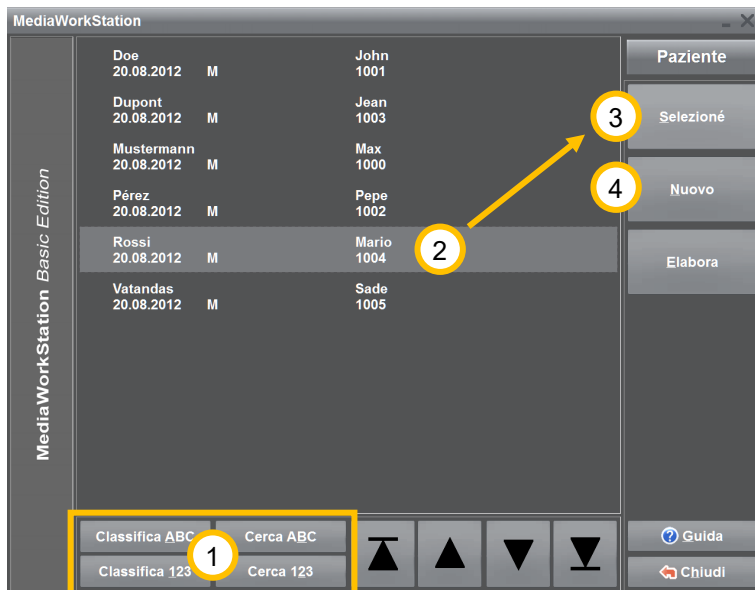 MediaWorkStation
MediaWorkStation Basic Edition
Doe John
20.08.2012 M 1001
Dupont Jean
20.08.2012 M 1003
Mustermann Max
20.08.2012 M 1000
Pérez Pepe
20.08.2012 M 1002
Rossi Mario
20.08.2012 M 1004
Vatandas Sade
20.08.2012 M 1005
2
Paziente
3
Selezioné
4
Nuovo
Elabora
Classifica ABC
Cerca ABC
1
Classifica 123
Cerca 123
Guida
Chiudi